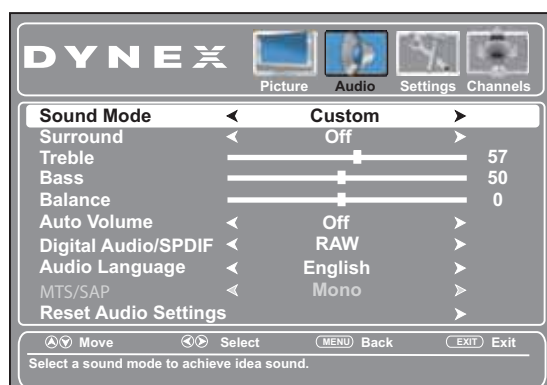 DYNEX
Picture Audio Settings Channels
Sound Mode Custom
Surround Off
Treble 57
Bass 50
Balance 0
Auto Volume Off
Digital Audio/SPDIF RAW
Audio Language English
MTS/SAP Mono
Reset Audio Settings
Move Select MENU Back EXIT Exit
Select a sound mode to achieve idea sound.